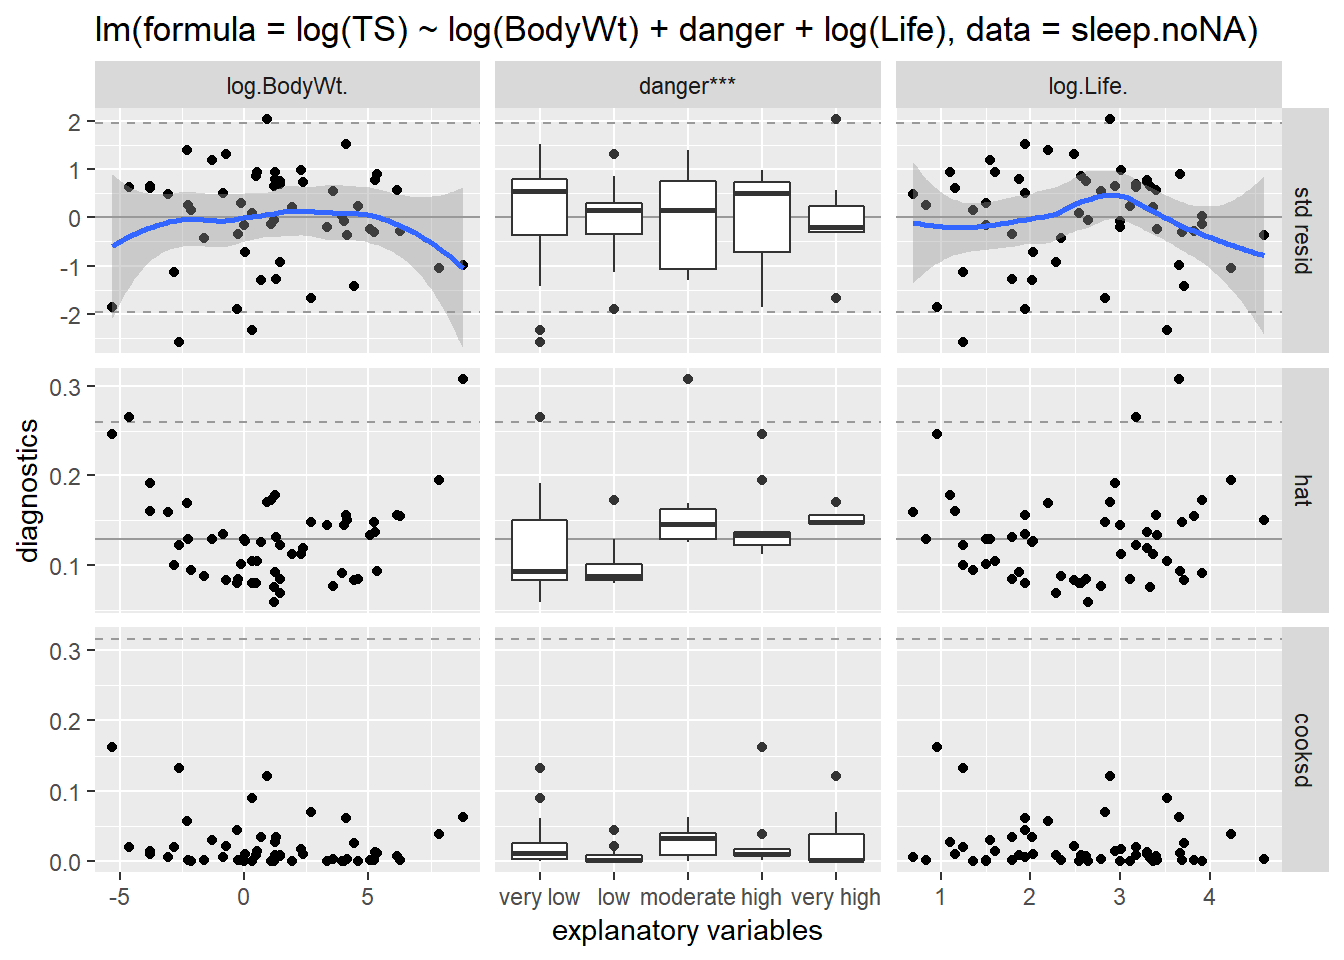 lm(formula = log(TS) ~ log(BodyWt) + danger + log(Life), data = sleep.noNA)
log.BodyWt.
danger***
log.Life.
2
1
0
-1
-2
std resid
0.3
0.2
0.1
hat
diagnostics
0.3
0.2
0.1
0.0
cooksd
-5 0 5
very low low moderate high very high
1 2 3 4
explanatory variables